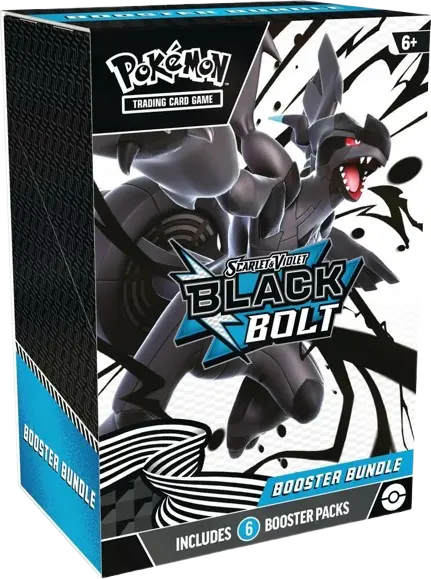 POKÉMON
TRADING CARD GAME
6+
SCARLET & VIOLET
BLACK
BOLT
BOOSTER BUNDLE
INCLUDES 6 BOOSTER PACKS
BOOSTER BUNDLE